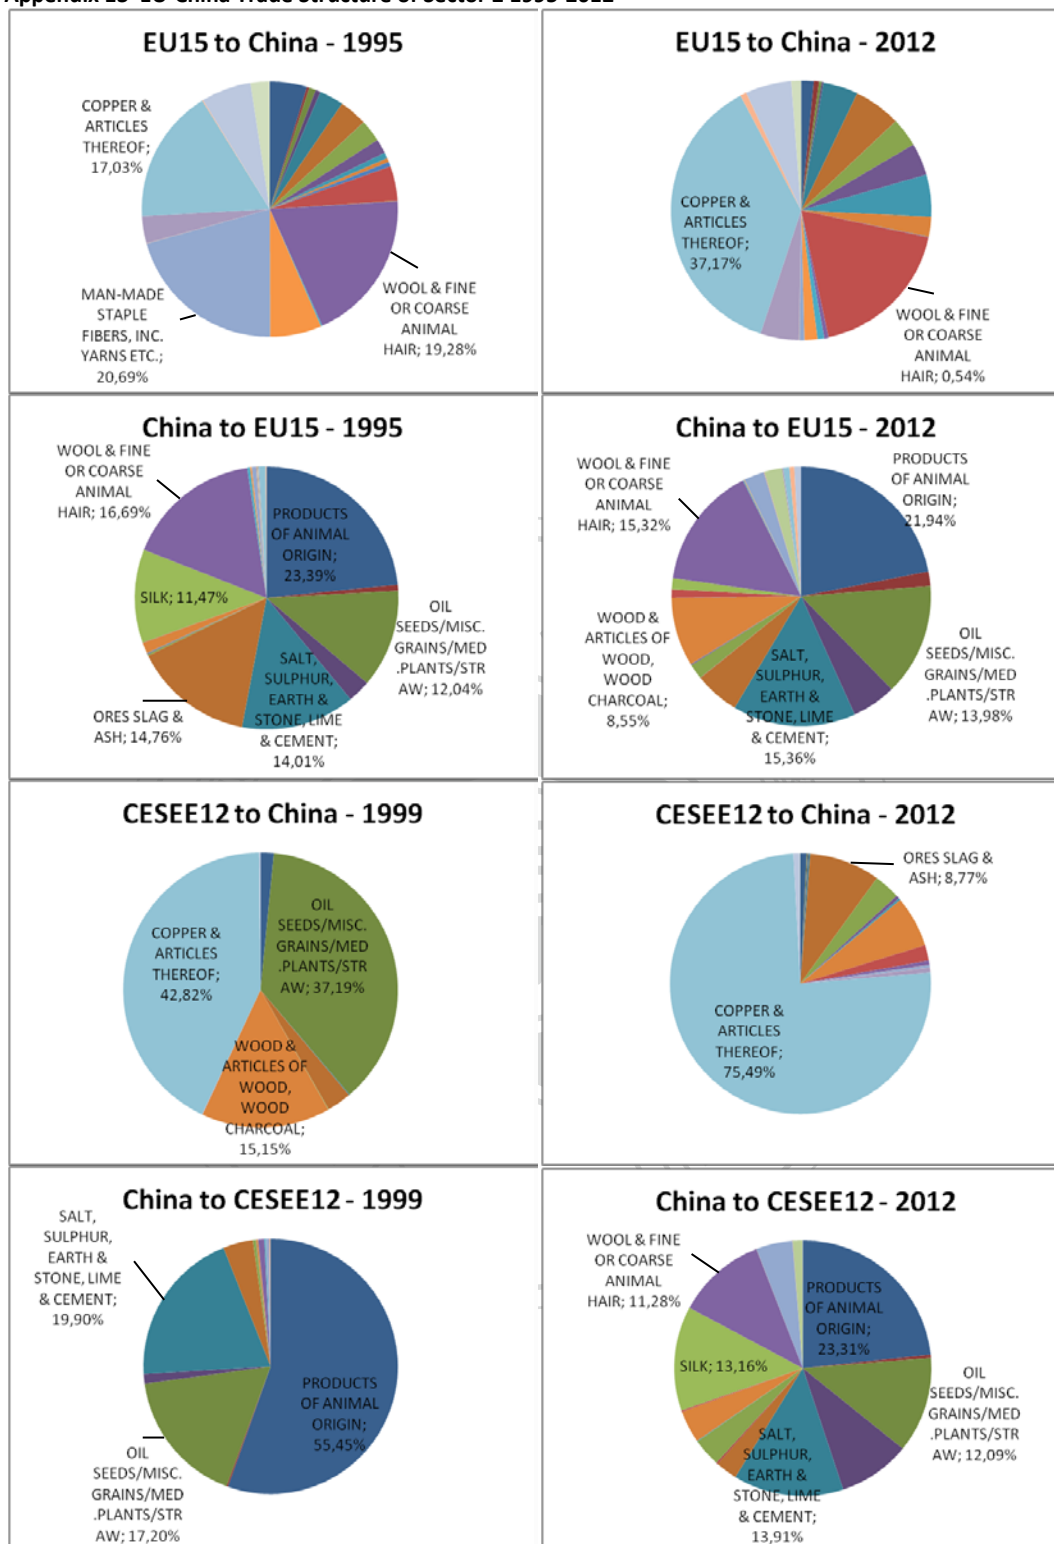 EU15 to China - 1995
COPPER &
ARTICLES
THEREOF;
17,03%
MAN-MADE
STAPLE
FIBERS, INC.
YARNS ETC.;
20,69%
WOOL & FINE
OR COARSE
ANIMAL
HAIR; 19,28%
EU15 to China - 2012
COPPER &
ARTICLES
THEREOF;
37,17%
WOOL & FINE
OR COARSE
ANIMAL
HAIR; 0,54%
China to EU15 - 1995
WOOL & FINE
OR COARSE
ANIMAL
HAIR; 16,69%
PRODUCTS
OF ANIMAL
ORIGIN;
23,39%
SILK; 11,47%
OIL
SEEDS/MISC.
GRAINS/MED
.PLANTS/STR
AW; 12,04%
SALT,
SULPHUR,
EARTH &
STONE, LIME
& CEMENT;
14,01%
ORES SLAG &
ASH; 14,76%
China to EU15 - 2012
PRODUCTS
OF ANIMAL
ORIGIN;
21,94%
WOOL & FINE
OR COARSE
ANIMAL
HAIR; 15,32%
WOOD &
ARTICLES OF
WOOD,
WOOD
CHARCOAL;
8,55%
SALT,
SULPHUR,
EARTH &
STONE, LIME
& CEMENT;
15,36%
OIL
SEEDS/MISC.
GRAINS/MED
.PLANTS/STR
AW; 13,98%
CESEE12 to China - 1999
COPPER &
ARTICLES
THEREOF;
42,82%
OIL
SEEDS/MISC.
GRAINS/MED
.PLANTS/STR
AW; 37,19%
WOOD &
ARTICLES OF
WOOD,
WOOD
CHARCOAL;
15,15%
CESEE12 to China - 2012
ORES SLAG &
ASH; 8,77%
COPPER &
ARTICLES
THEREOF;
75,49%
China to CESEE12 - 1999
SALT,
SULPHUR,
EARTH &
STONE, LIME
& CEMENT;
19,90%
PRODUCTS
OF ANIMAL
ORIGIN;
55,45%
OIL
SEEDS/MISC.
GRAINS/MED
.PLANTS/STR
AW; 17,20%
China to CESEE12 - 2012
WOOL & FINE
OR COARSE
ANIMAL
HAIR; 11,28%
PRODUCTS
OF ANIMAL
ORIGIN;
23,31%
SILK; 13,16%
OIL
SEEDS/MISC.
GRAINS/MED
.PLANTS/STR
AW; 12,09%
SALT,
SULPHUR,
EARTH &
STONE, LIME
& CEMENT;
13,91%